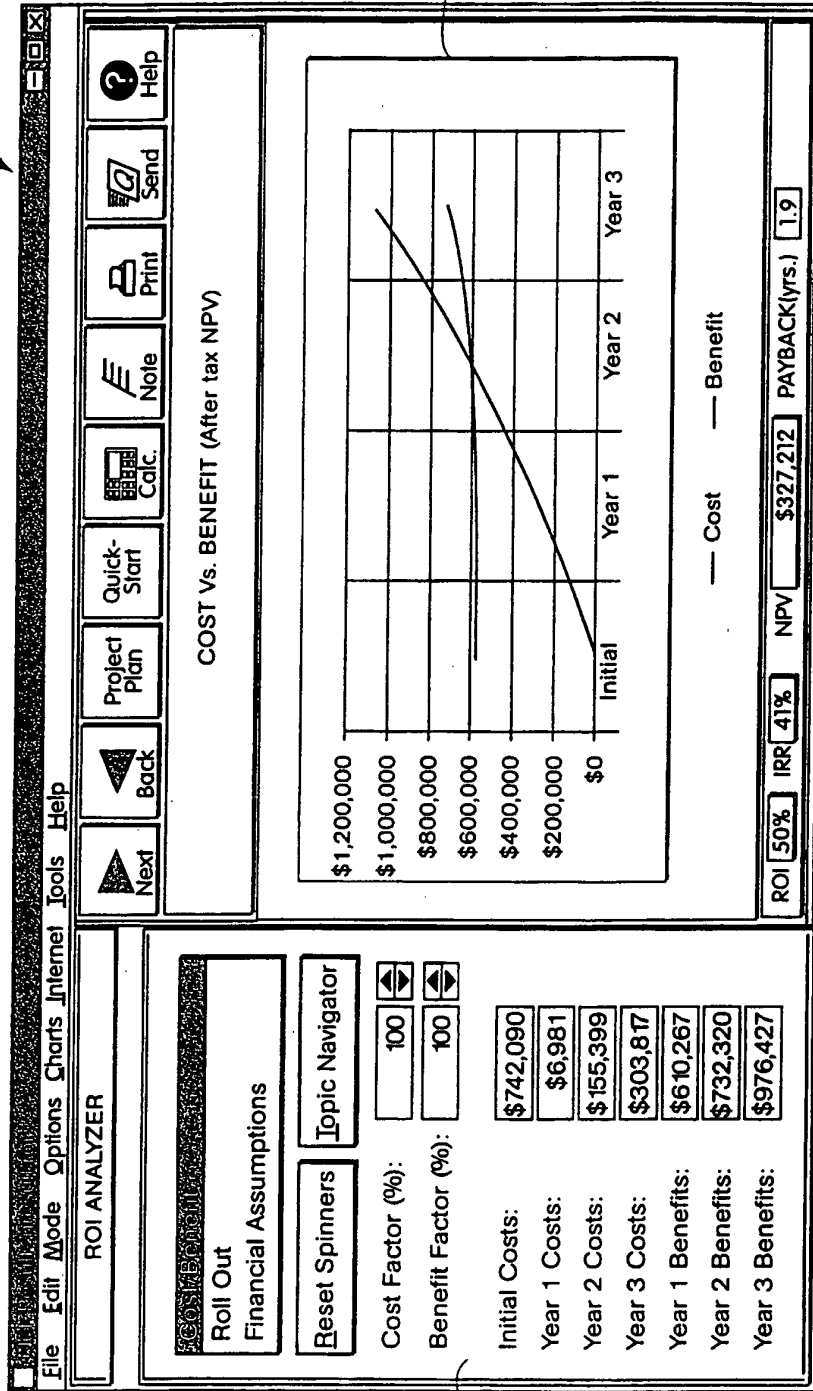 File Edit Mode Options Charts Internet Tools Help
ROI ANALYZER
Next Back Project Plan Quick-Start Calc. Note Print Send Help
Cost/Benefit
Roll Out
Financial Assumptions
Reset Spinners Topic Navigator
Cost Factor (%): 100
Benefit Factor (%): 100
Initial Costs: $742,090
Year 1 Costs: $6,981
Year 2 Costs: $155,399
Year 3 Costs: $303,817
Year 1 Benefits: $610,267
Year 2 Benefits: $732,320
Year 3 Benefits: $976,427
COST Vs. BENEFIT (After tax NPV)
$1,200,000
$1,000,000
$800,000
$600,000
$400,000
$200,000
$0
Initial Year 1 Year 2 Year 3
— Cost — Benefit
ROI 50% IRR 41% NPV $327,212 PAYBACK(yrs.) 1.9